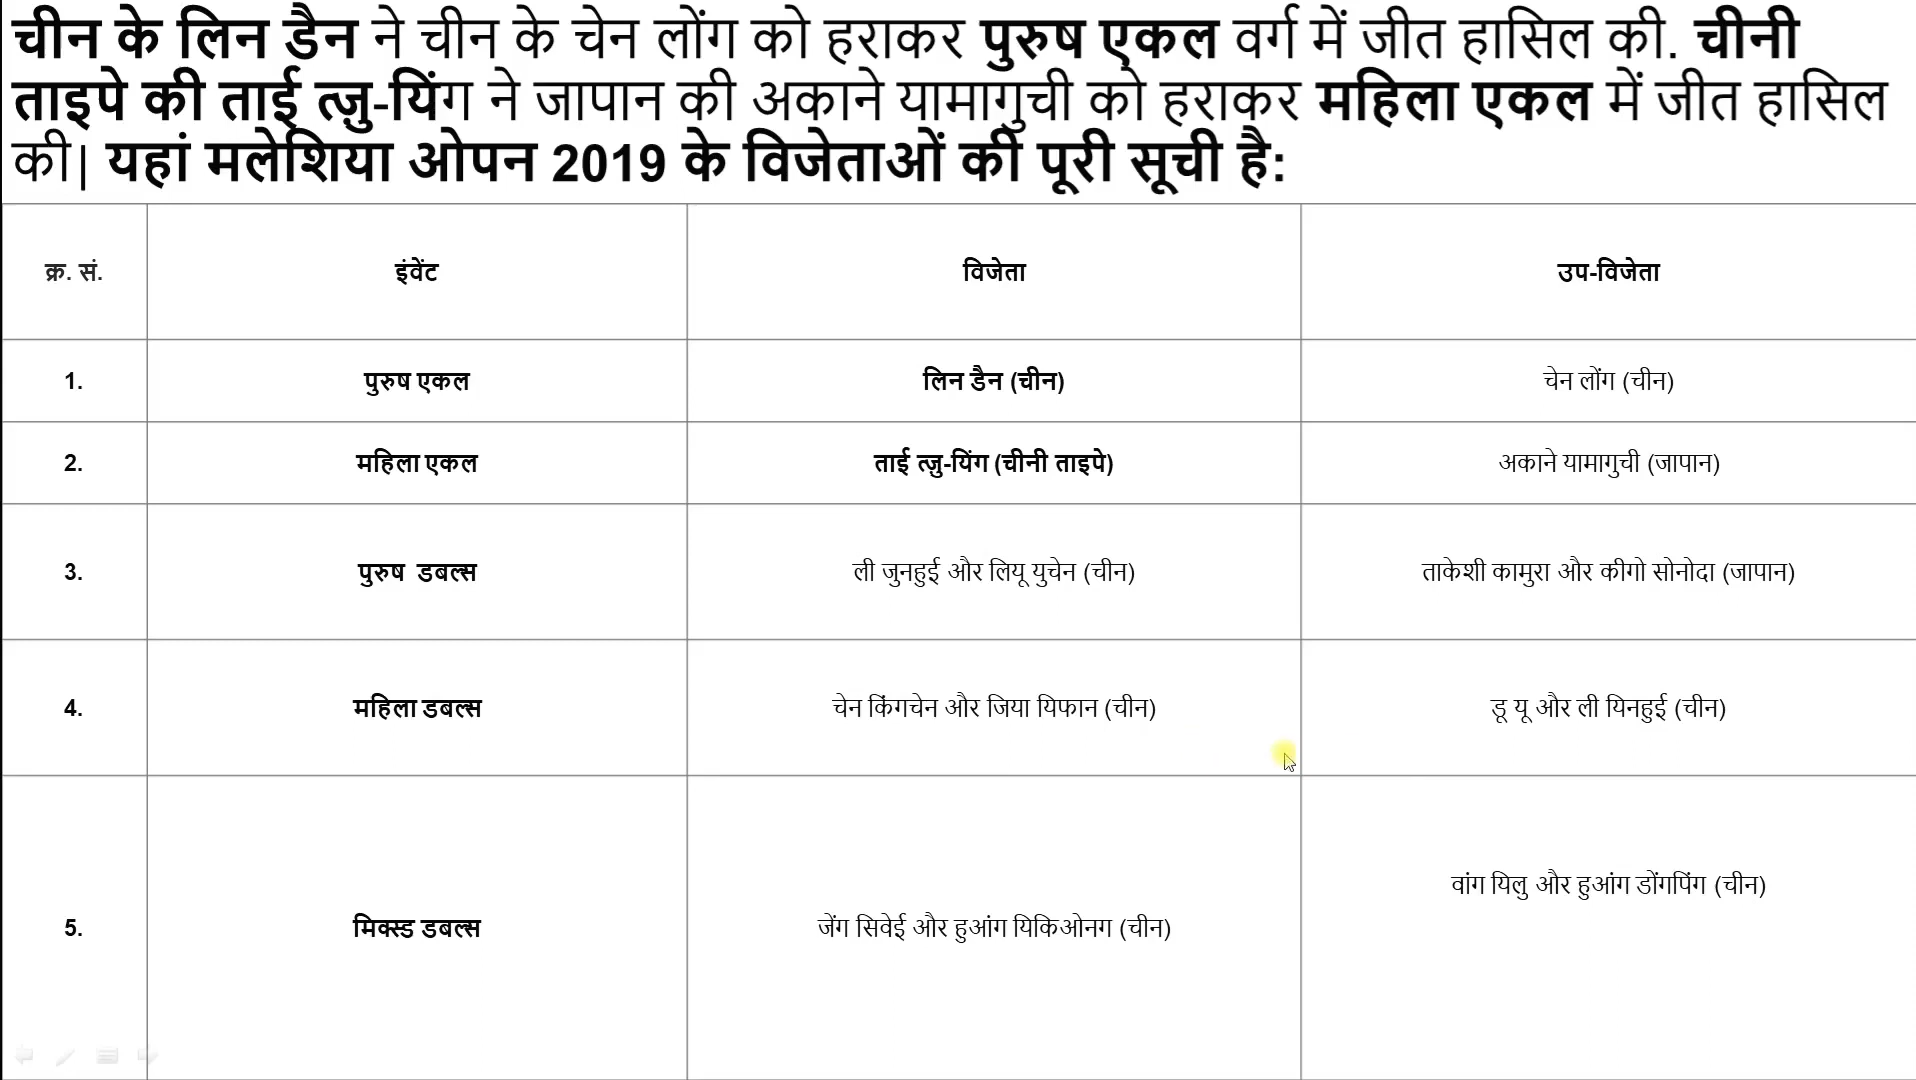 चीन के लिन डैन ने चीन के चेन लोंग को हराकर पुरुष एकल वर्ग में जीत हासिल की. चीनी
ताइपे की ताई त्ज़ु-यिंग ने जापान की अकाने यामागुची को हराकर महिला एकल में जीत हासिल
की| यहां मलेशिया ओपन 2019 के विजेताओं की पूरी सूची है:
क्र. सं. इंवेंट विजेता उप-विजेता
1. पुरुष एकल लिन डैन (चीन) चेन लोंग (चीन)
2. महिला एकल ताई त्ज़ु-यिंग (चीनी ताइपे) अकाने यामागुची (जापान)
3. पुरुष डबल्स ली जुनहुई और लियू युचेन (चीन) ताकेशी कामुरा और कीगो सोनोदा (जापान)
4. महिला डबल्स चेन किंगचेन और जिया यिफान (चीन) डू यू और ली यिनहुई (चीन)
5. मिक्स्ड डबल्स जेंग सिवेई और हुआंग यिकिओनग (चीन) वांग यिलु और हुआंग डोंगपिंग (चीन)